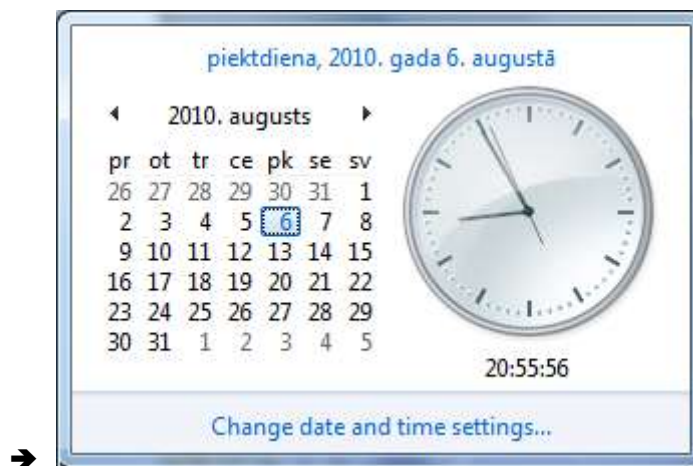 piektdiena, 2010. gada 6. augustā
2010. augusts
pr ot tr ce pk se sv
26 27 28 29 30 31 1
2 3 4 5 6 7 8
9 10 11 12 13 14 15
16 17 18 19 20 21 22
23 24 25 26 27 28 29
30 31 1 2 3 4 5
20:55:56
Change date and time settings...